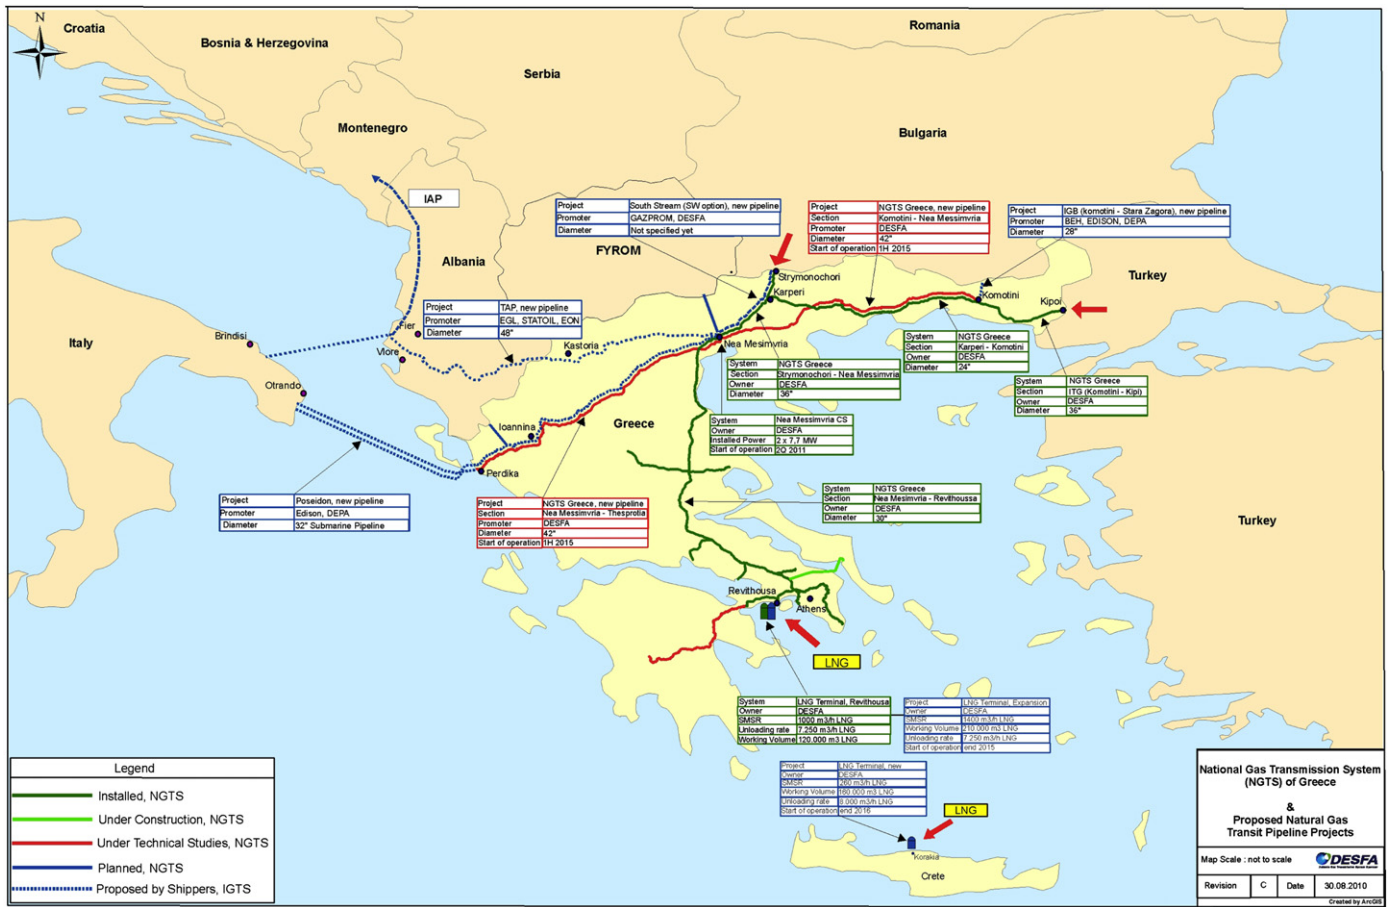 N
Croatia
Bosnia & Herzegovina
Romania
Serbia
Montenegro
Bulgaria
IAP
Albania
FYROM
Turkey
Project South Stream (SW option), new pipeline
Promoter GAZPROM, DESFA
Diameter Not specified yet
Project NGTS Greece, new pipeline
Section Komotini - Nea Messimvria
Promoter DESFA
Diameter 42"
Start of operation 1H 2015
Project IGB (komotini - Stara Zagora), new pipeline
Promoter BEH, EDISON, DEPA
Diameter 28"
Strymonochori
Karperi
Komotini
Kipoi
Project TAP, new pipeline
Promoter EGL, STATOIL, EON
Diameter 48"
Brindisi
Fier
Italy
Vlore
Kastoria
Nea Mesimvria
Otrando
System NGTS Greece
Section Karperi - Komotini
Owner DESFA
Diameter 24"
System NGTS Greece
Section Strymonochori - Nea Messimvria
Owner DESFA
Diameter 36"
System NGTS Greece
Section ITG (Komotini - Kipi)
Owner DESFA
Diameter 36"
System Nea Messimvria CS
Owner DESFA
Installed Power 2 x 7,7 MW
Start of operation 2Q 2011
Ioannina
Greece
Perdika
Project Poseidon, new pipeline
Promoter Edison, DEPA
Diameter 32" Submarine Pipeline
Project NGTS Greece, new pipeline
Section Nea Messimvria - Thesprotia
Promoter DESFA
Diameter 42"
Start of operation 1H 2015
System NGTS Greece
Section Nea Mesimvria - Revithoussa
Owner DESFA
Diameter 30"
Turkey
Revithousa
Athens
LNG
System LNG Terminal, Revithousa
Owner DESFA
SMSR 1000 m3/h LNG
Unloading rate 7.250 m3/h LNG
Working Volume 120.000 m3 LNG
Project LNG Terminal, Expansion
Owner DESFA
SMSR 1400 m3/h LNG
Working Volume 210.000 m3 LNG
Unloading rate 7.250 m3/h LNG
Start of operation end 2015
Project LNG Terminal, new
Owner DESFA
SMSR 260 m3/h LNG
Working Volume 160.000 m3 LNG
Unloading rate 8.000 m3/h LNG
Start of operation end 2016
LNG
Korakia
Crete
Legend
Installed, NGTS
Under Construction, NGTS
Under Technical Studies, NGTS
Planned, NGTS
Proposed by Shippers, IGTS
National Gas Transmission System
(NGTS) of Greece
&
Proposed Natural Gas
Transit Pipeline Projects
Map Scale : not to scale
DESFA
Revision C Date 30.08.2010
Created by ArcGIS